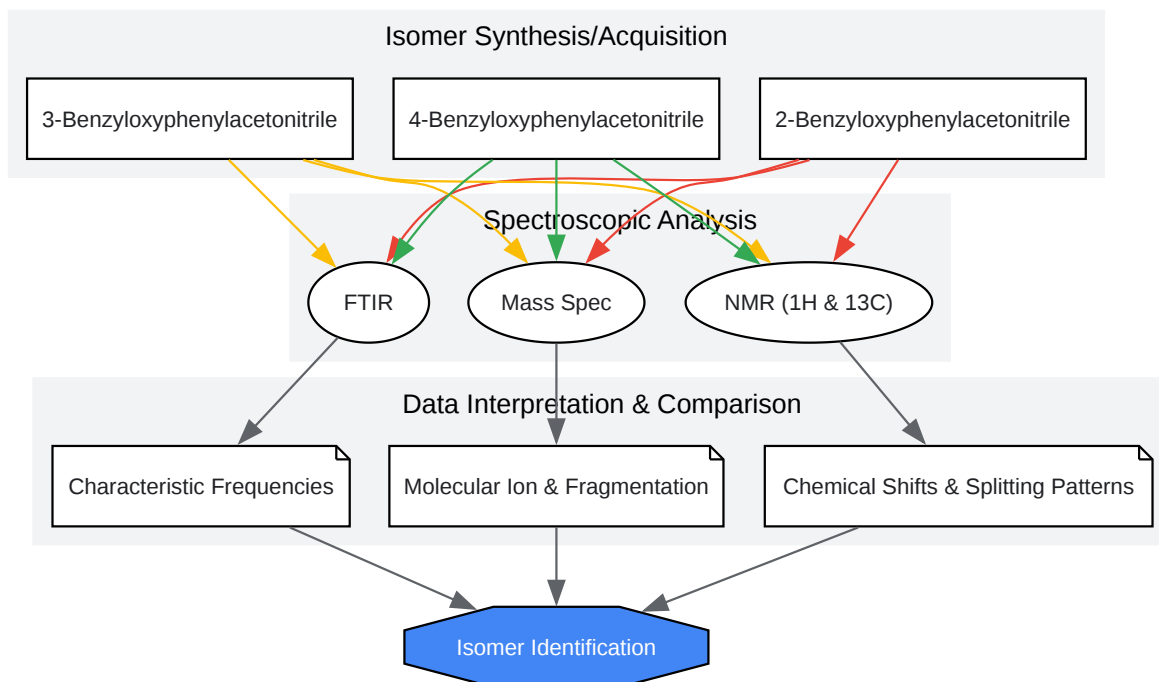 Isomer Synthesis/Acquisition
3-Benzyloxyphenylacetonitrile
4-Benzyloxyphenylacetonitrile
2-Benzyloxyphenylacetonitrile
Spectroscopic Analysis
FTIR
Mass Spec
NMR (1H & 13C)
Data Interpretation & Comparison
Characteristic Frequencies
Molecular Ion & Fragmentation
Chemical Shifts & Splitting Patterns
Isomer Identification